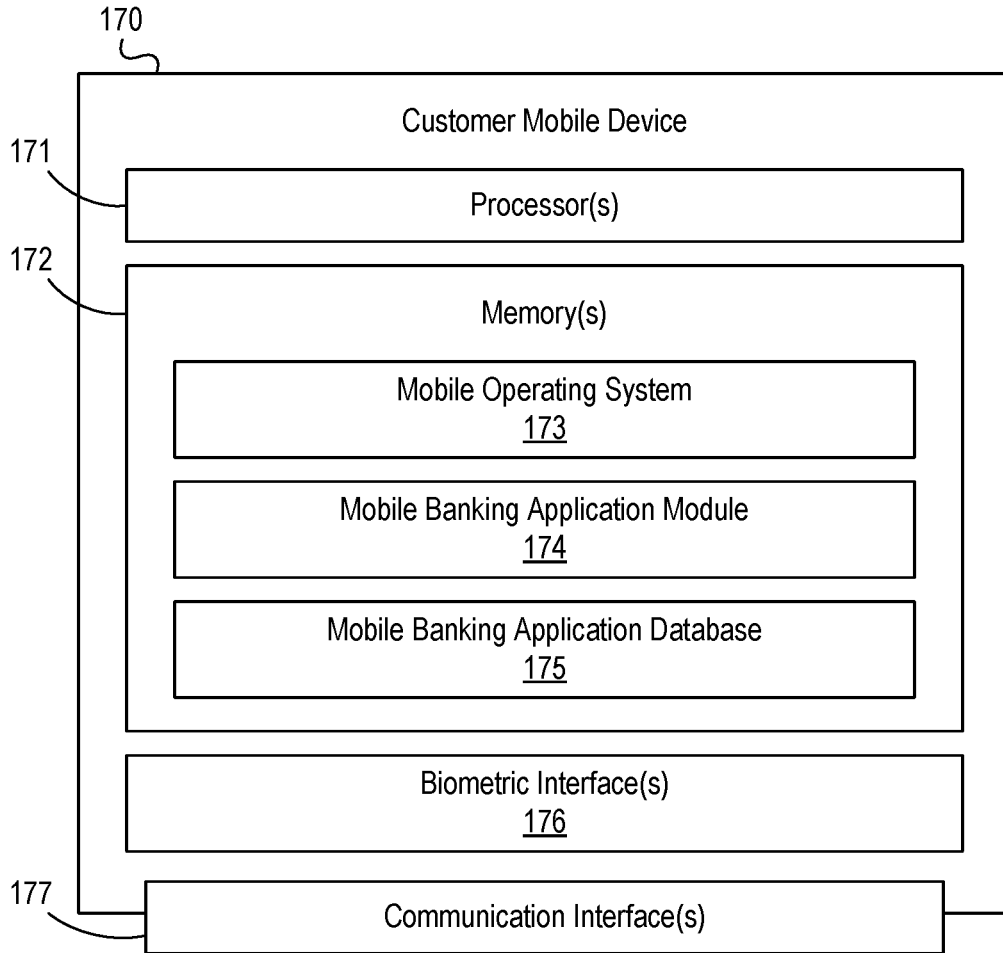 170
Customer Mobile Device
171
Processor(s)
172
Memory(s)
Mobile Operating System
173
Mobile Banking Application Module
174
Mobile Banking Application Database
175
Biometric Interface(s)
176
177
Communication Interface(s)